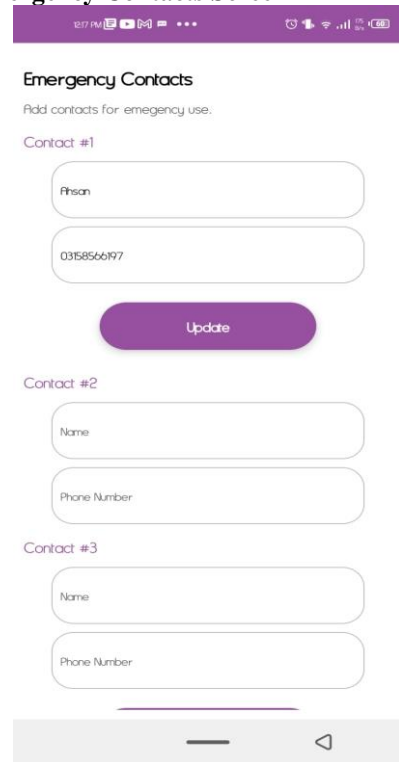 12:17 PM
60
Emergency Contacts
Add contacts for emegency use.
Contact #1
Ahsan
03158566197
Update
Contact #2
Name
Phone Number
Contact #3
Name
Phone Number